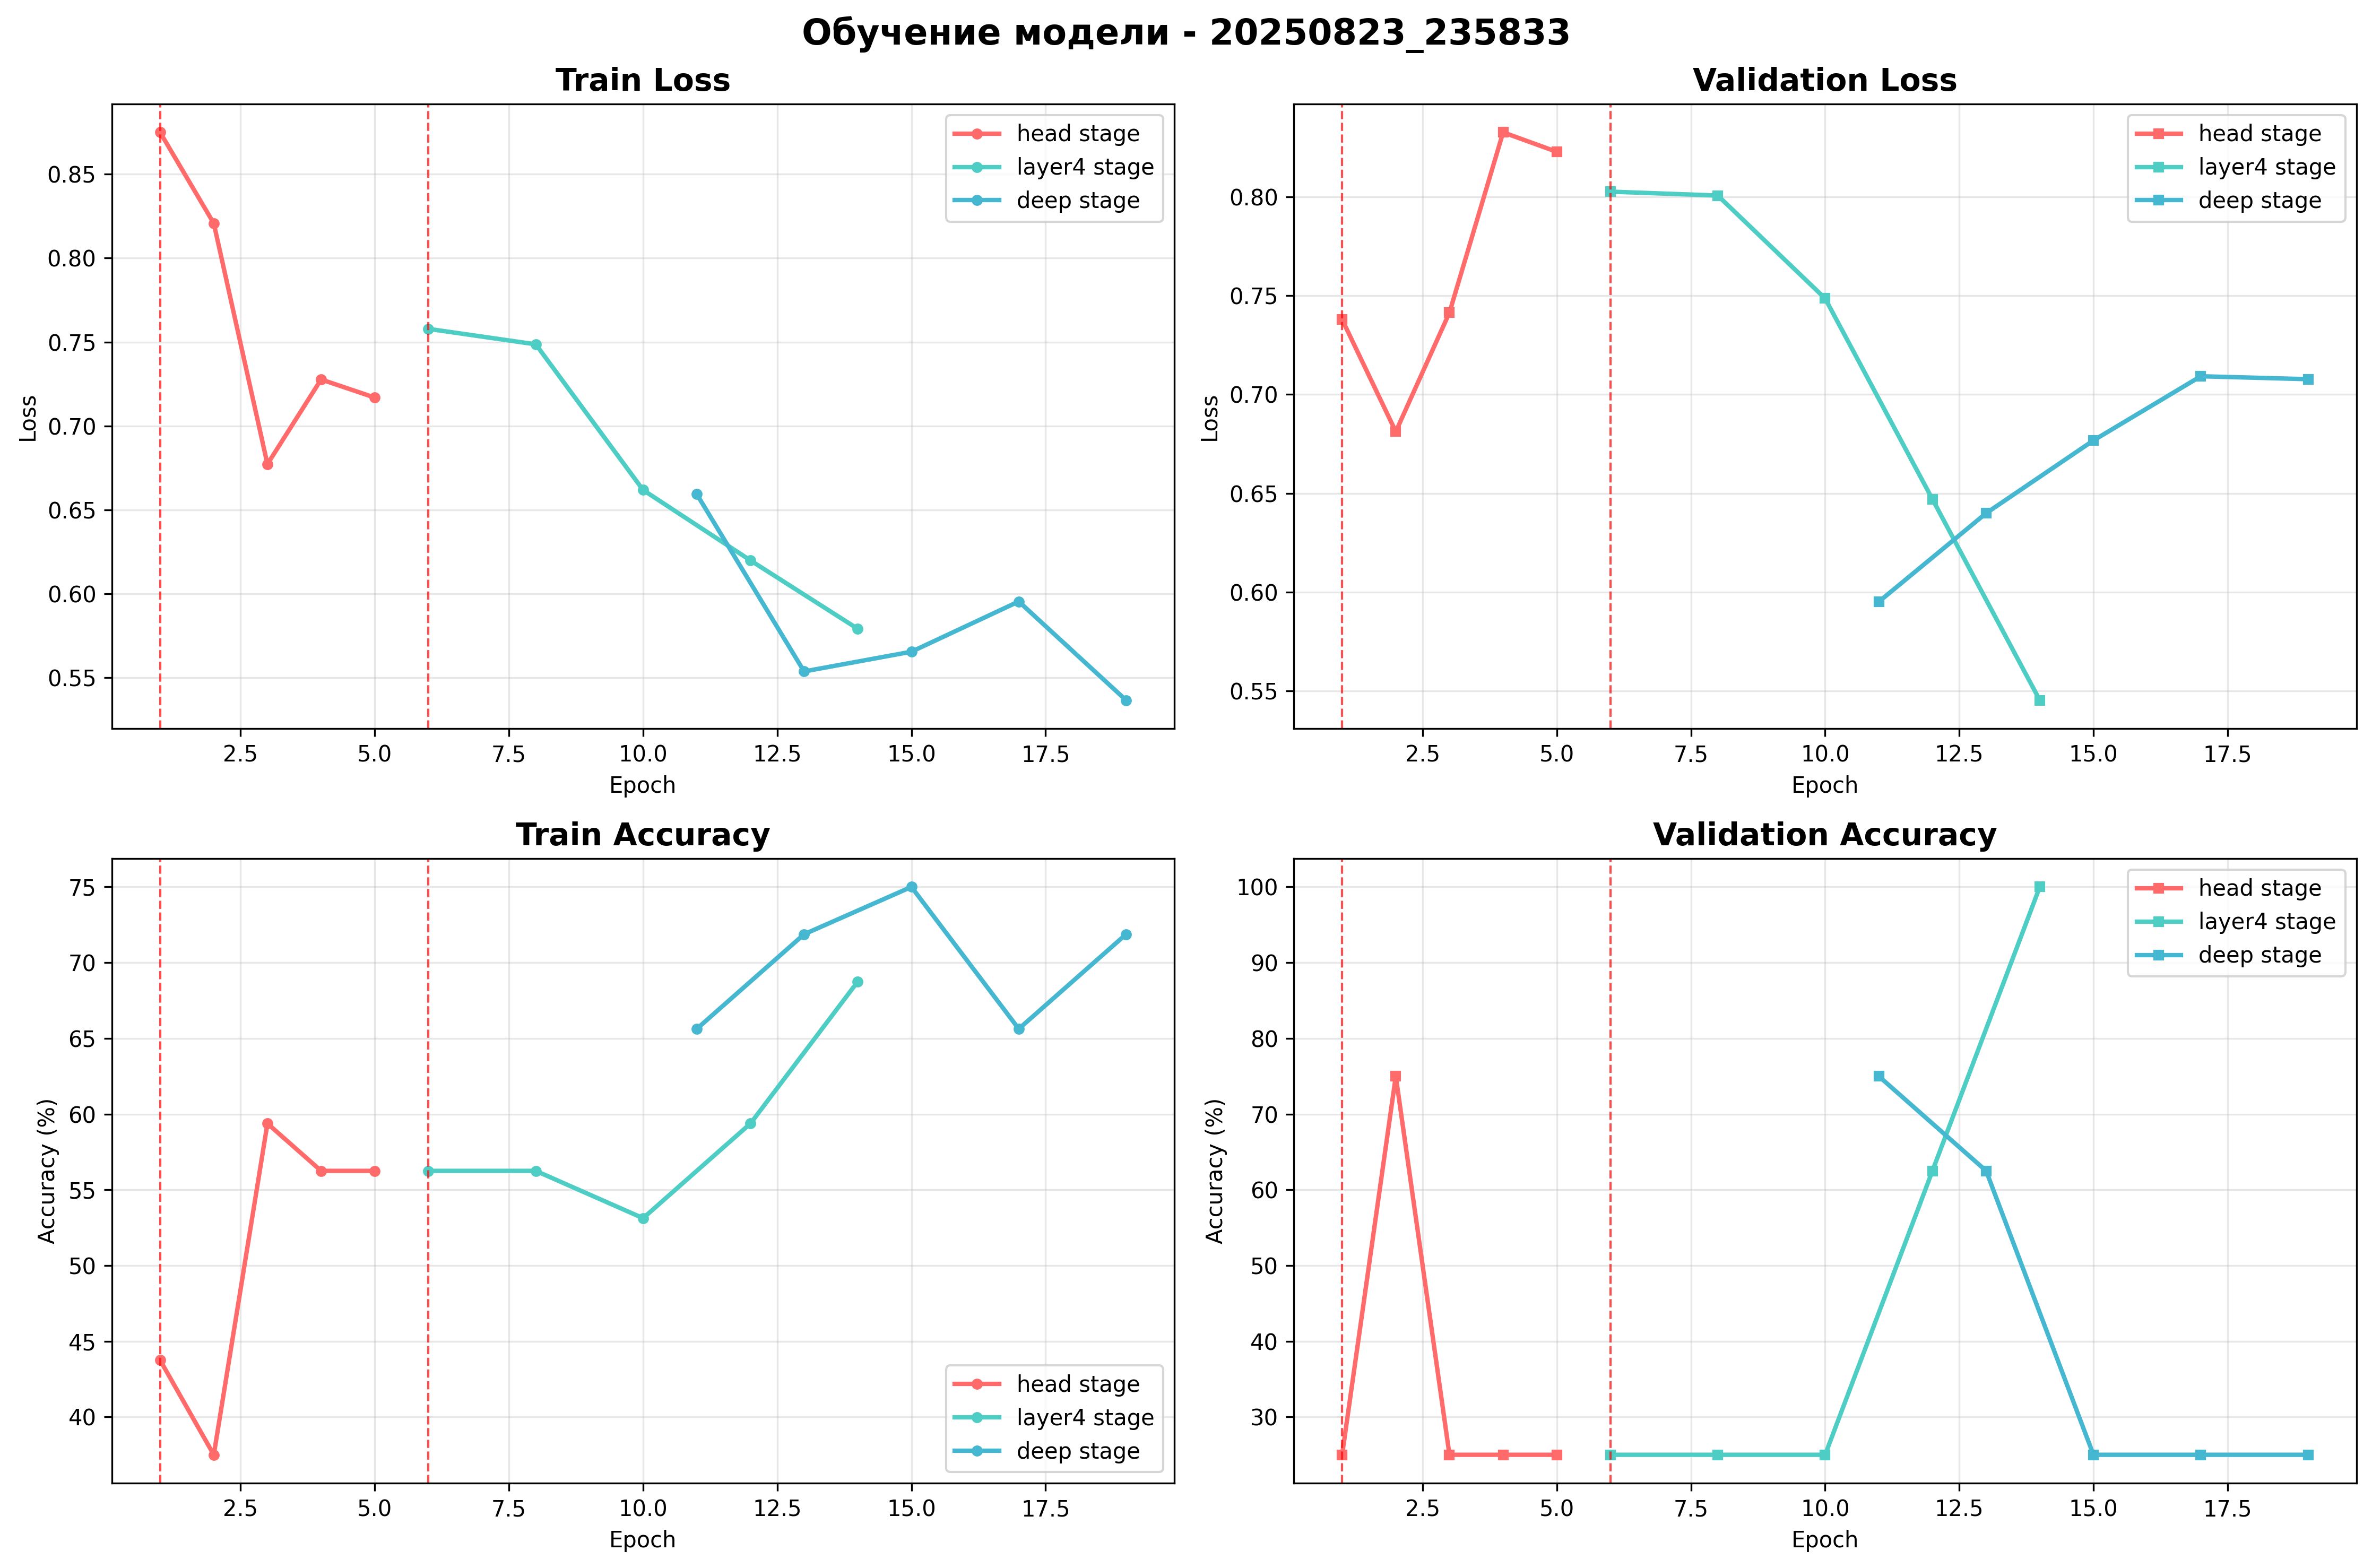 Обучение модели - 20250823_235833
Train Loss
Loss
0.85
0.80
0.75
0.70
0.65
0.60
0.55
head stage
layer4 stage
deep stage
2.5 5.0 7.5 10.0 12.5 15.0 17.5
Epoch
Validation Loss
Loss
0.80
0.75
0.70
0.65
0.60
0.55
head stage
layer4 stage
deep stage
2.5 5.0 7.5 10.0 12.5 15.0 17.5
Epoch
Train Accuracy
Accuracy (%)
75
70
65
60
55
50
45
40
head stage
layer4 stage
deep stage
2.5 5.0 7.5 10.0 12.5 15.0 17.5
Epoch
Validation Accuracy
Accuracy (%)
100
90
80
70
60
50
40
30
head stage
layer4 stage
deep stage
2.5 5.0 7.5 10.0 12.5 15.0 17.5
Epoch